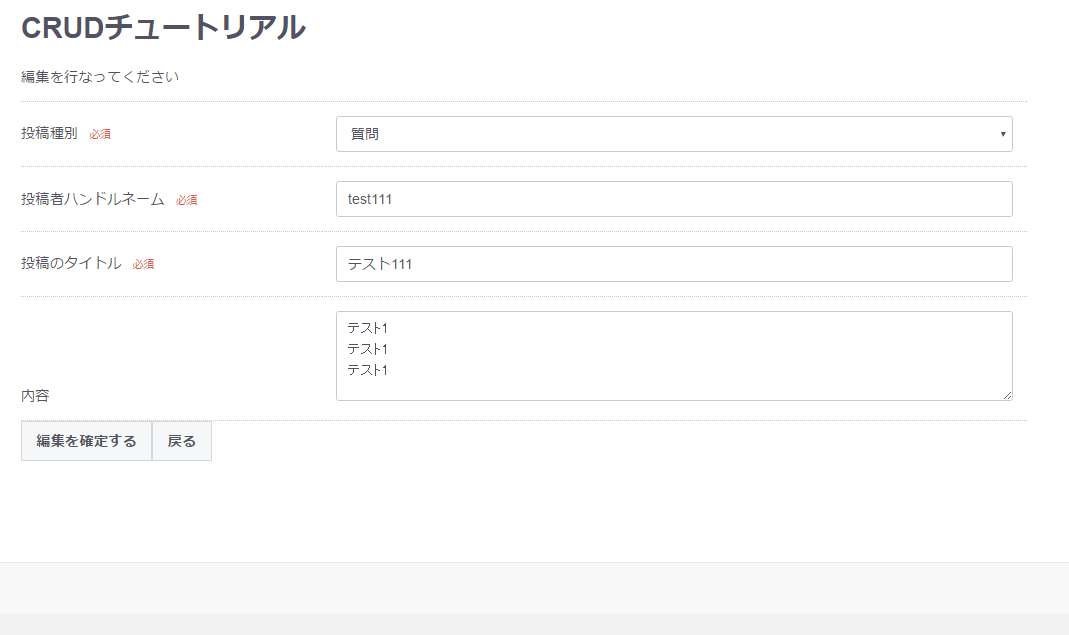 CRUDチュートリアル
編集を行なってください
投稿種別 必須
質問
投稿者ハンドルネーム 必須
test111
投稿のタイトル 必須
テスト111
内容
テスト1
テスト1
テスト1
編集を確定する 戻る